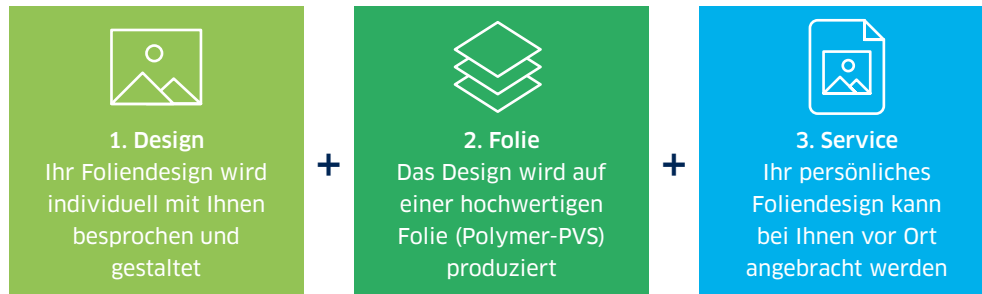 1. Design
Ihr Foliendesign wird
individuell mit Ihnen
besprochen und
gestaltet
+
2. Folie
Das Design wird auf
einer hochwertigen
Folie (Polymer-PVS)
produziert
+
3. Service
Ihr persönliches
Foliendesign kann
bei Ihnen vor Ort
angebracht werden